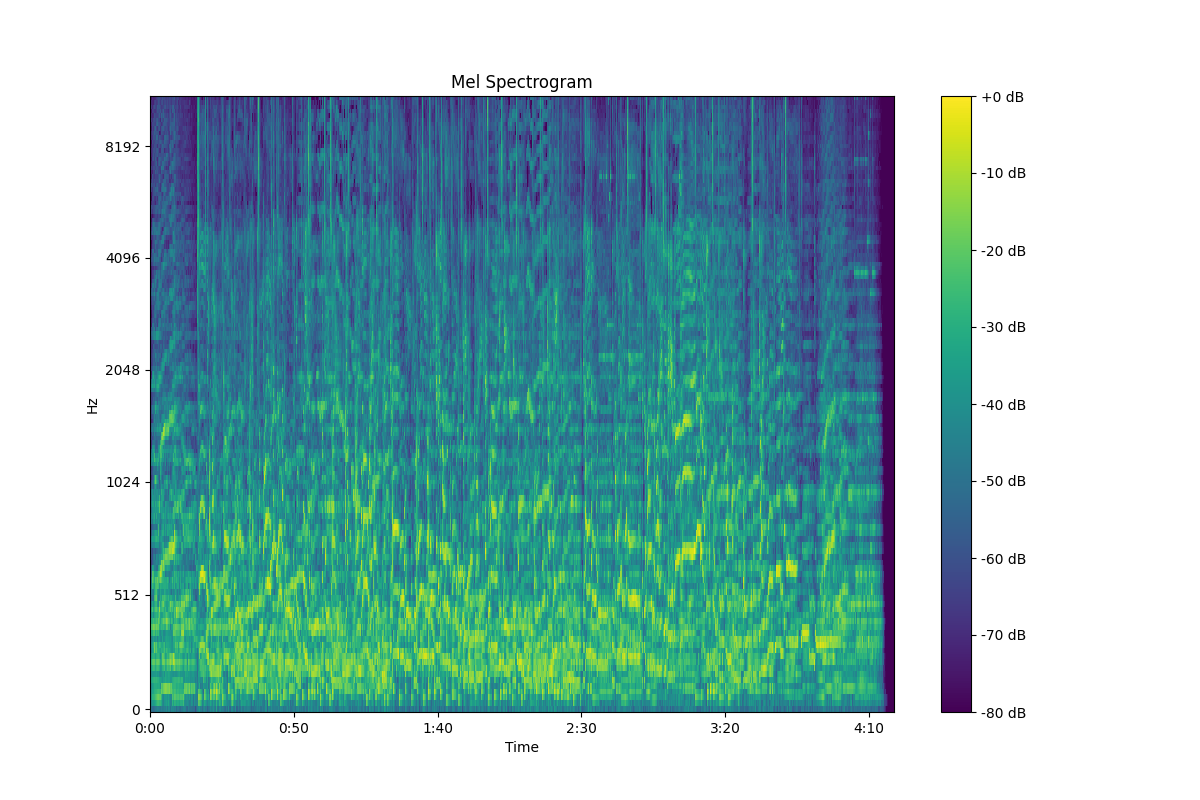 Mel Spectrogram
Hz
8192
4096
2048
1024
512
0
0:00
0:50
1:40
2:30
3:20
4:10
Time
+0 dB
-10 dB
-20 dB
-30 dB
-40 dB
-50 dB
-60 dB
-70 dB
-80 dB